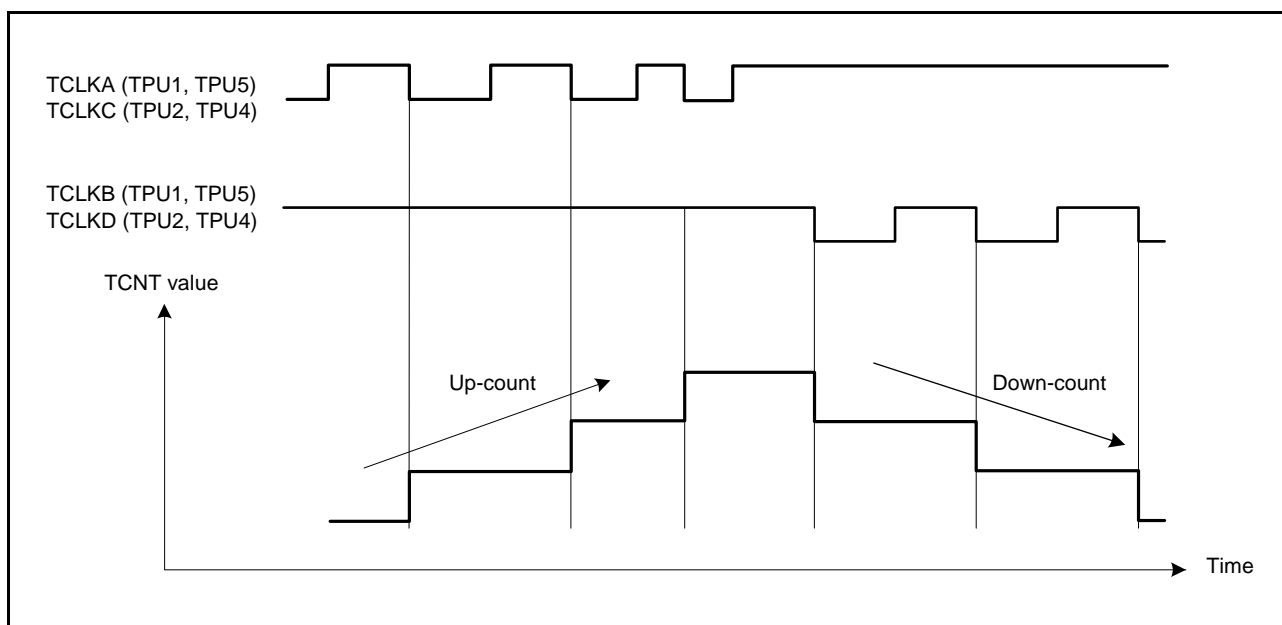 TCLKA (TPU1, TPU5)
TCLKC (TPU2, TPU4)
TCLKB (TPU1, TPU5)
TCLKD (TPU2, TPU4)
TCNT value
Up-count
Down-count
Time